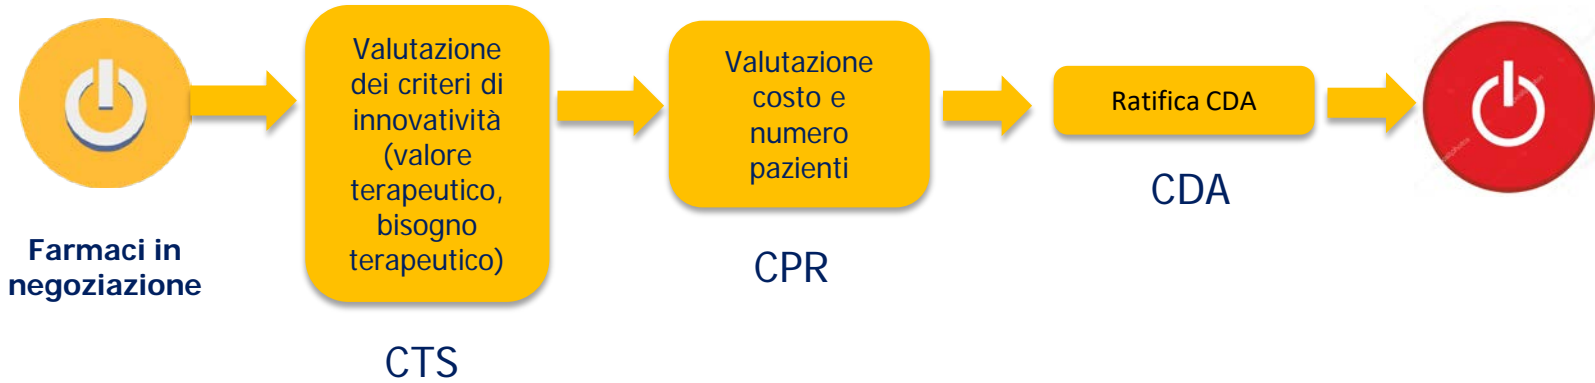 Farmaci in
negoziazione
Valutazione
dei criteri di
innovatività
(valore
terapeutico,
bisogno
terapeutico)
CTS
Valutazione
costo e
numero
pazienti
CPR
Ratifica CDA
CDA